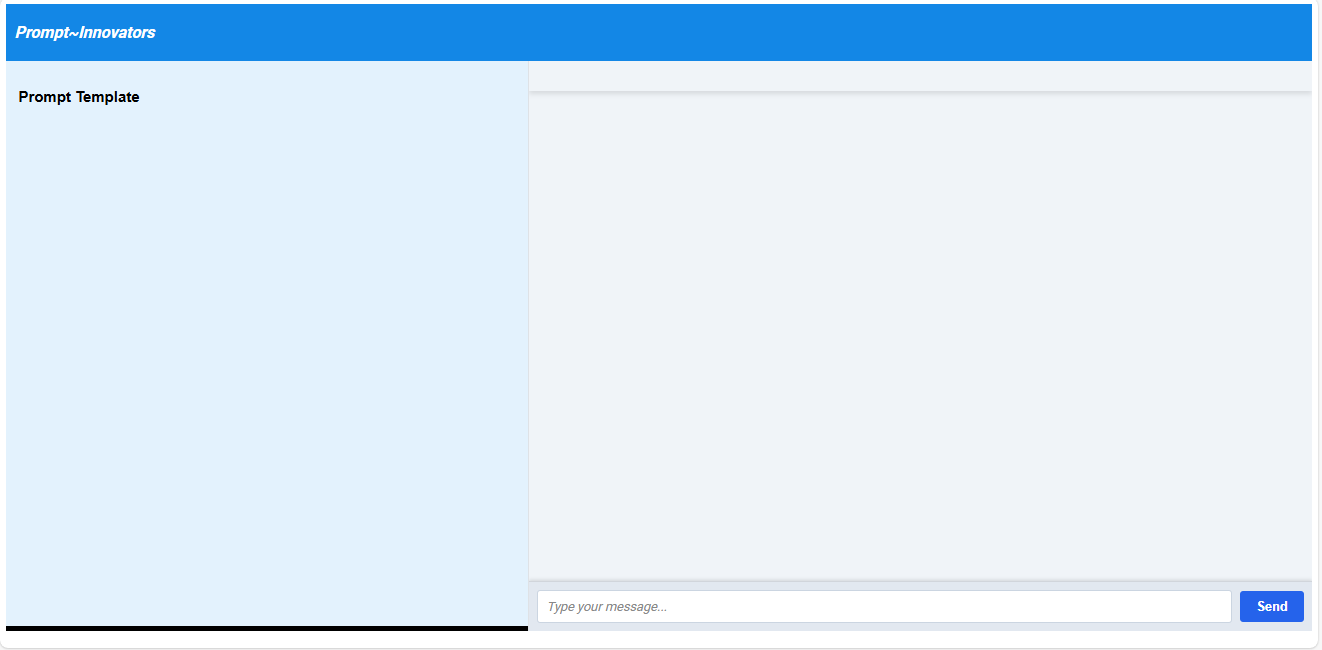 Prompt~Innovators
Prompt Template
Type your message...
Send